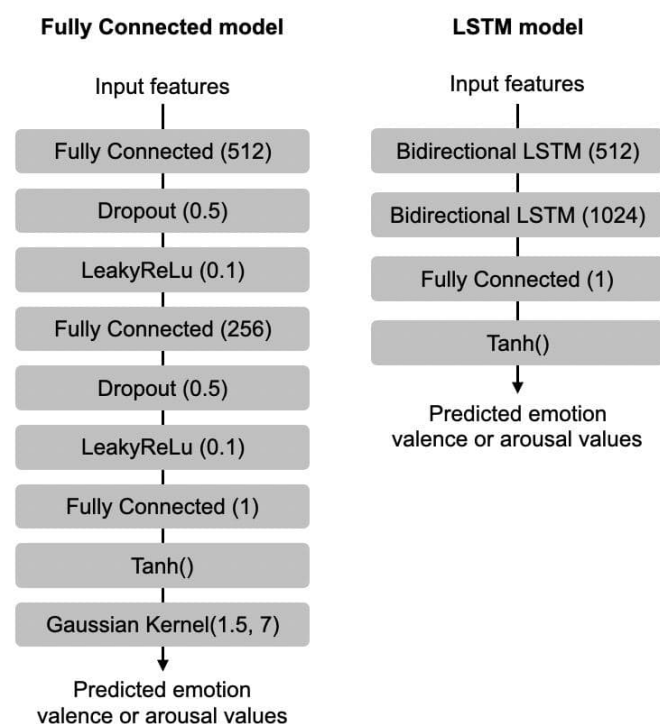 Fully Connected model
Input features
Fully Connected (512)
Dropout (0.5)
LeakyReLu (0.1)
Fully Connected (256)
Dropout (0.5)
LeakyReLu (0.1)
Fully Connected (1)
Tanh()
Gaussian Kernel(1.5, 7)
Predicted emotion
valence or arousal values
LSTM model
Input features
Bidirectional LSTM (512)
Bidirectional LSTM (1024)
Fully Connected (1)
Tanh()
Predicted emotion
valence or arousal values